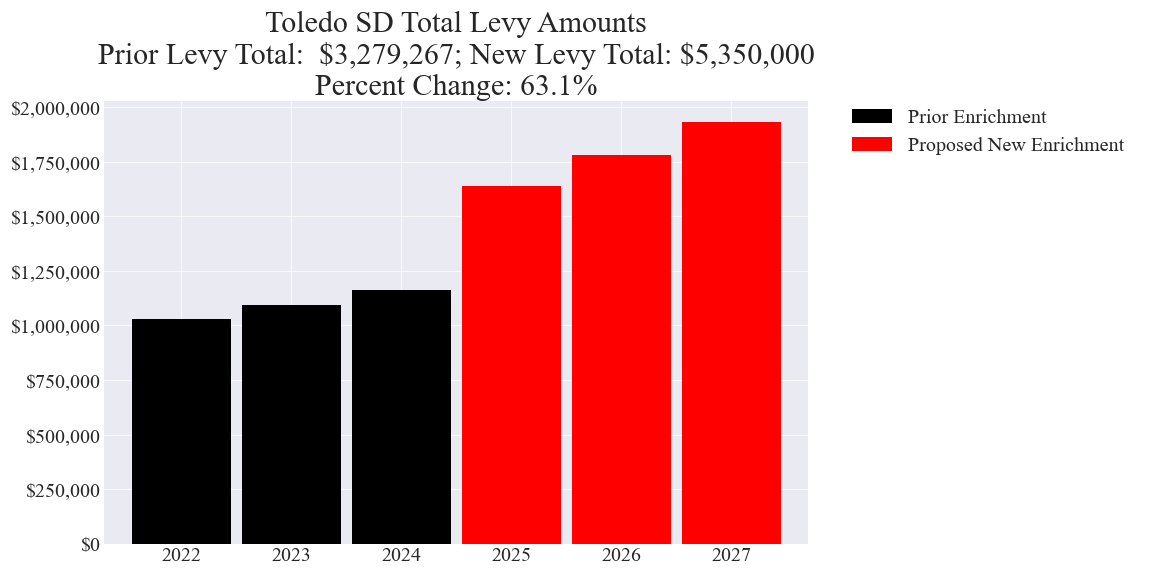 Toledo SD Total Levy Amounts
Prior Levy Total:  $3,279,267; New Levy Total: $5,350,000
Percent Change: 63.1%
$2,000,000
$1,750,000
$1,500,000
$1,250,000
$1,000,000
$750,000
$500,000
$250,000
$0
2022 2023 2024 2025 2026 2027
Prior Enrichment
Proposed New Enrichment